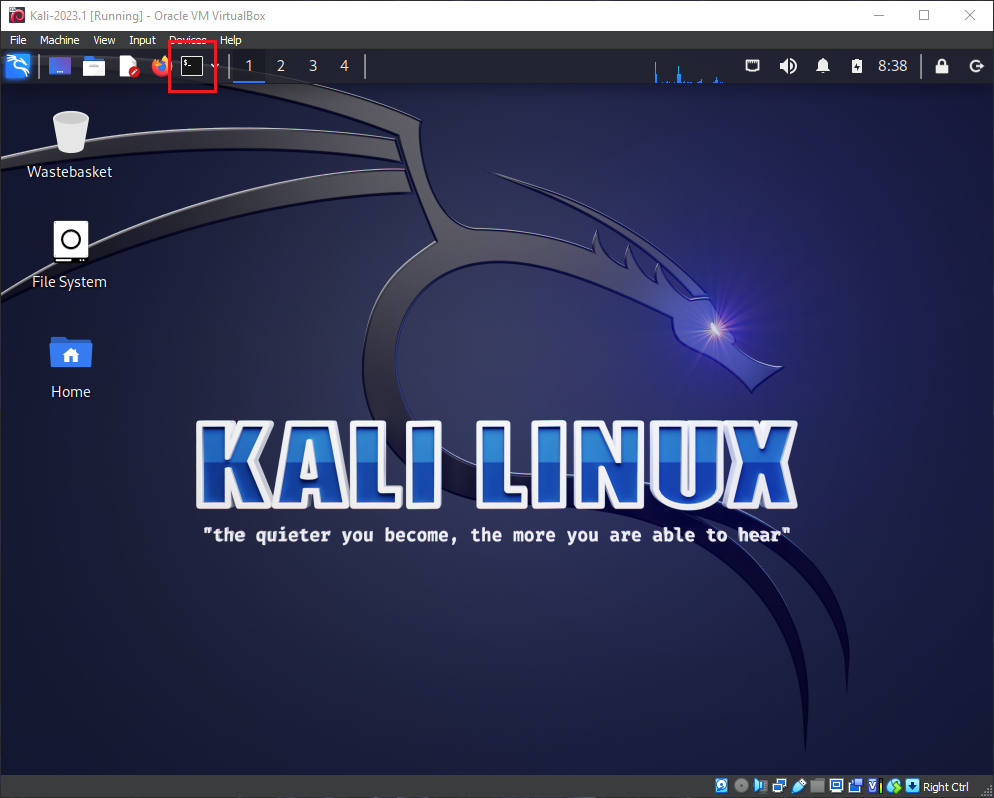 Kali-2023.1 [Running] - Oracle VM VirtualBox
File Machine View Input Devices Help
$_ 1 2 3 4 8:38
Wastebasket
File System
Home
KALI LINUX
"the quieter you become, the more you are able to hear"
Right Ctrl